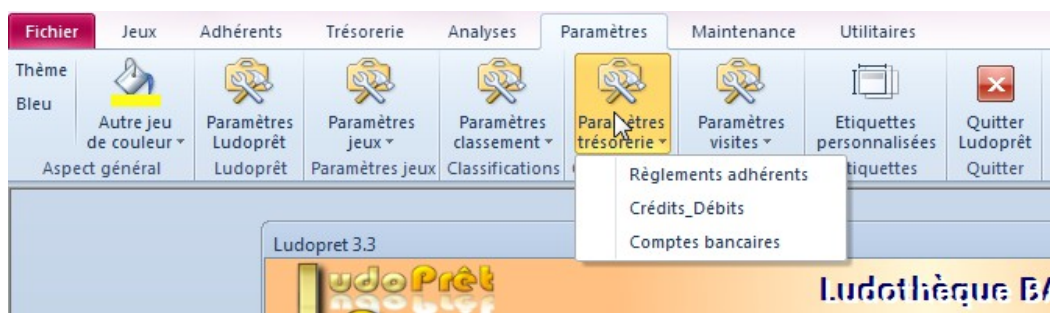 Fichier Jeux Adhérents Trésorerie Analyses Paramètres Maintenance Utilitaires
Thème
Bleu
Autre jeu
de couleur
Paramètres
Ludoprêt
Paramètres
jeux
Paramètres
classement
Paramètres
trésorerie
Paramètres
visites
Etiquettes
personnalisées
Quitter
Ludoprêt
Aspect général Ludoprêt Paramètres jeux Classifications Quitter
Règlements adhérents
Crédits_Débits
Comptes bancaires
Ludopret 3.3
LudoPrêt
Ludothèque BA